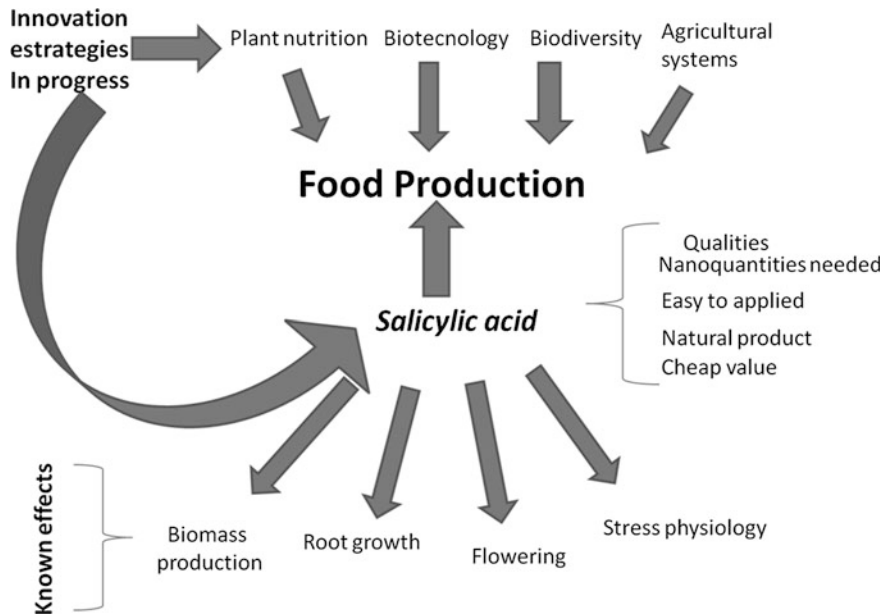 Innovation
estrategies
In progress
Plant nutrition
Biotecnology
Biodiversity
Agricultural
systems
Food Production
Salicylic acid
Qualities
Nanoquantities needed
Easy to applied
Natural product
Cheap value
Known effects
Biomass
production
Root growth
Flowering
Stress physiology